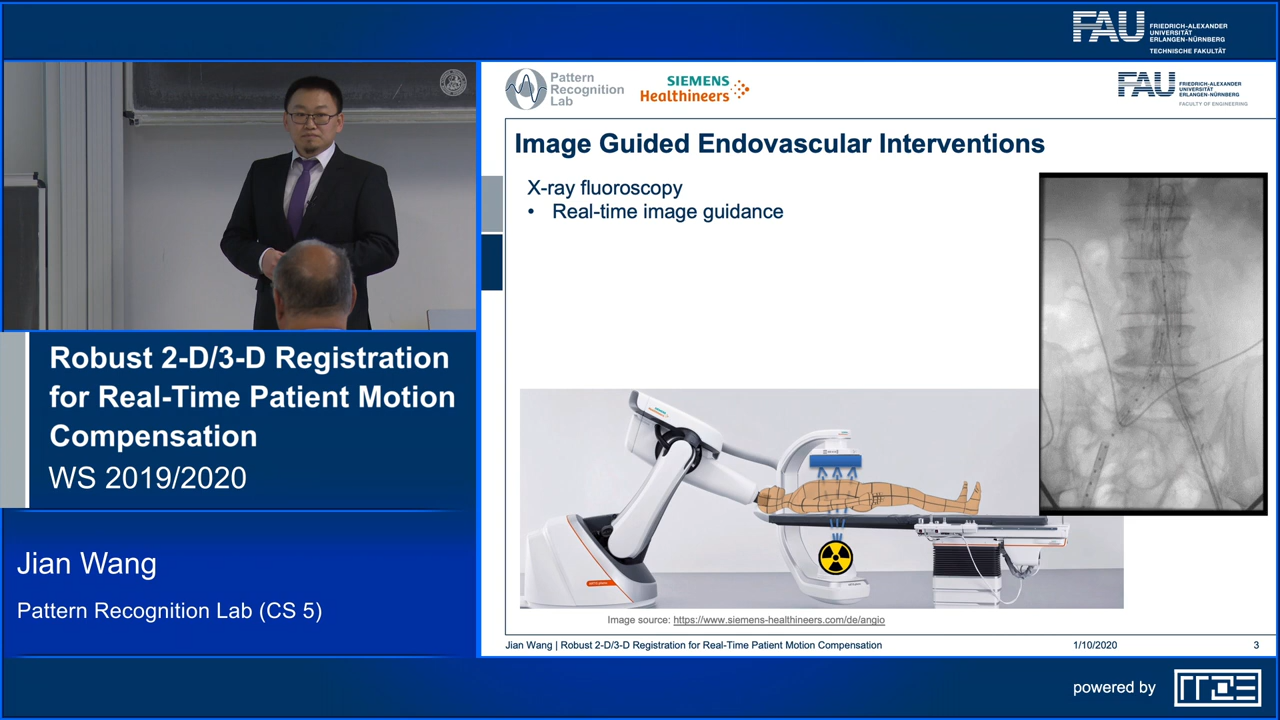 FAU
FRIEDRICH-ALEXANDER
UNIVERSITÄT
ERLANGEN-NÜRNBERG
TECHNISCHE FAKULTÄT
Pattern
Recognition
Lab
SIEMENS
Healthineers
FAU
FRIEDRICH-ALEXANDER
UNIVERSITÄT
ERLANGEN-NÜRNBERG
FACULTY OF ENGINEERING
Image Guided Endovascular Interventions
X-ray fluoroscopy
• Real-time image guidance
Image source: https://www.siemens-healthineers.com/de/angio
Jian Wang | Robust 2-D/3-D Registration for Real-Time Patient Motion Compensation
1/10/2020
3
Robust 2-D/3-D Registration
for Real-Time Patient Motion
Compensation
WS 2019/2020
Jian Wang
Pattern Recognition Lab (CS 5)
powered by